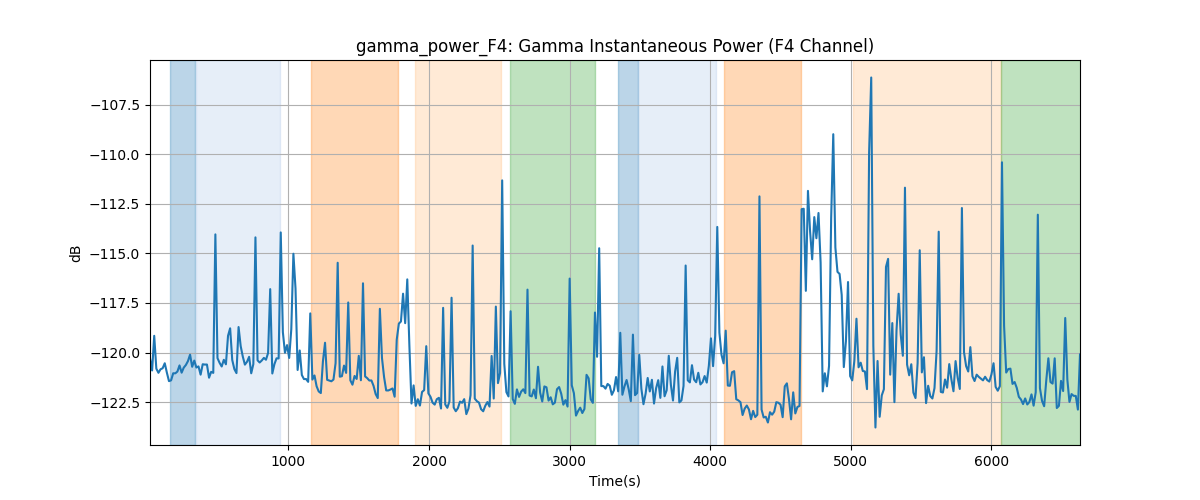 gamma_power_F4: Gamma Instantaneous Power (F4 Channel)
dB
−107.5
−110.0
−112.5
−115.0
−117.5
−120.0
−122.5
1000 2000 3000 4000 5000 6000
Time(s)